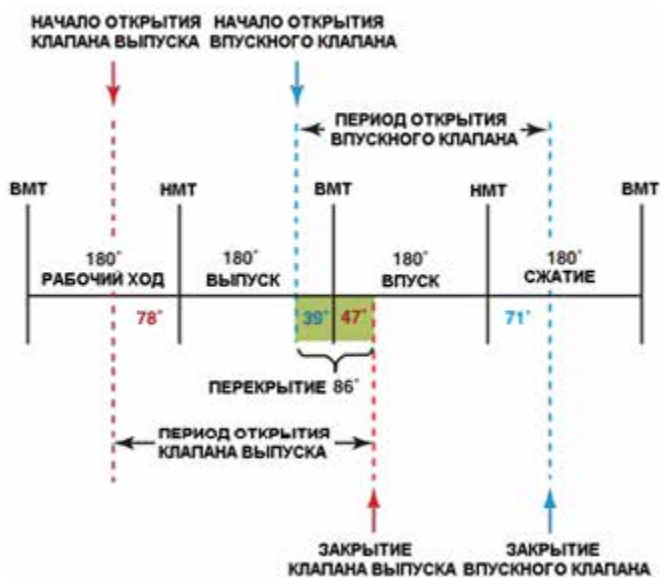 НАЧАЛО ОТКРЫТИЯ
КЛАПАНА ВЫПУСКА
НАЧАЛО ОТКРЫТИЯ
ВПУСКНОГО КЛАПАНА
ПЕРИОД ОТКРЫТИЯ
ВПУСКНОГО КЛАПАНА
ВМТ
НМТ
ВМТ
НМТ
ВМТ
180°
РАБОЧИЙ ХОД
180°
ВЫПУСК
180°
ВПУСК
180°
СЖАТИЕ
78°
39°
47°
71°
ПЕРЕКРЫТИЕ 86°
ПЕРИОД ОТКРЫТИЯ
КЛАПАНА ВЫПУСКА
ЗАКРЫТИЕ
КЛАПАНА ВЫПУСКА
ЗАКРЫТИЕ
ВПУСКНОГО КЛАПАНА